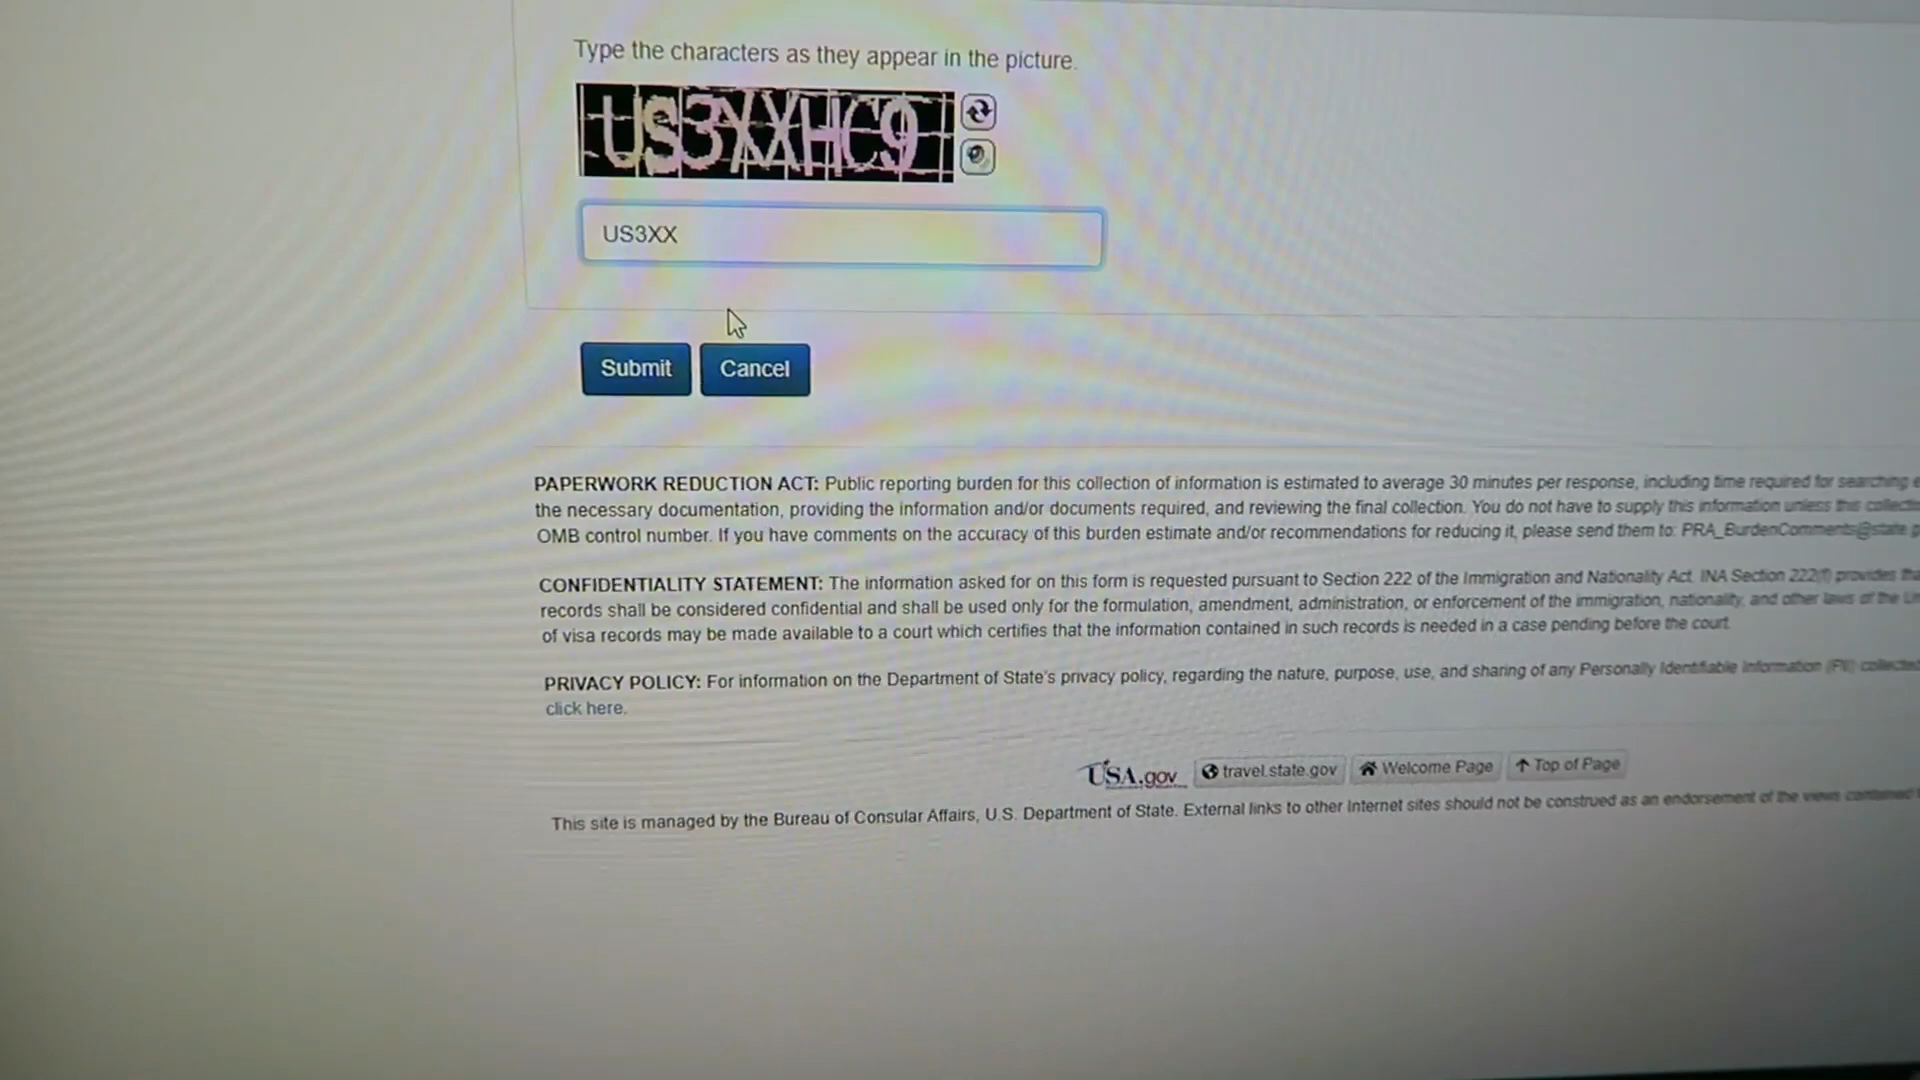 Type the characters as they appear in the picture.
US3XXHC9
US3XX
Submit
Cancel
PAPERWORK REDUCTION ACT: Public reporting burden for this collection of information is estimated to average 30 minutes per response, including time required for searching
the necessary documentation, providing the information and/or documents required, and reviewing the final collection. You do not have to supply this information unless this
OMB control number. If you have comments on the accuracy of this burden estimate and/or recommendations for reducing it, please send them to: PRA_BurdenComments@state
CONFIDENTIALITY STATEMENT: The information asked for on this form is requested pursuant to Section 222 of the Immigration and Nationality Act. INA Section 222(f) provides
records shall be considered confidential and shall be used only for the formulation, amendment, administration, or enforcement of the immigration, nationality, and other laws of the
of visa records may be made available to a court which certifies that the information contained in such records is needed in a case pending before the court.
PRIVACY POLICY: For information on the Department of State's privacy policy, regarding the nature, purpose, use, and sharing of any Personally Identifiable Information (PII)
click here.
USA.gov
travel.state.gov
Welcome Page
Top of Page
This site is managed by the Bureau of Consular Affairs, U.S. Department of State. External links to other Internet sites should not be construed as an endorsement of the views contained